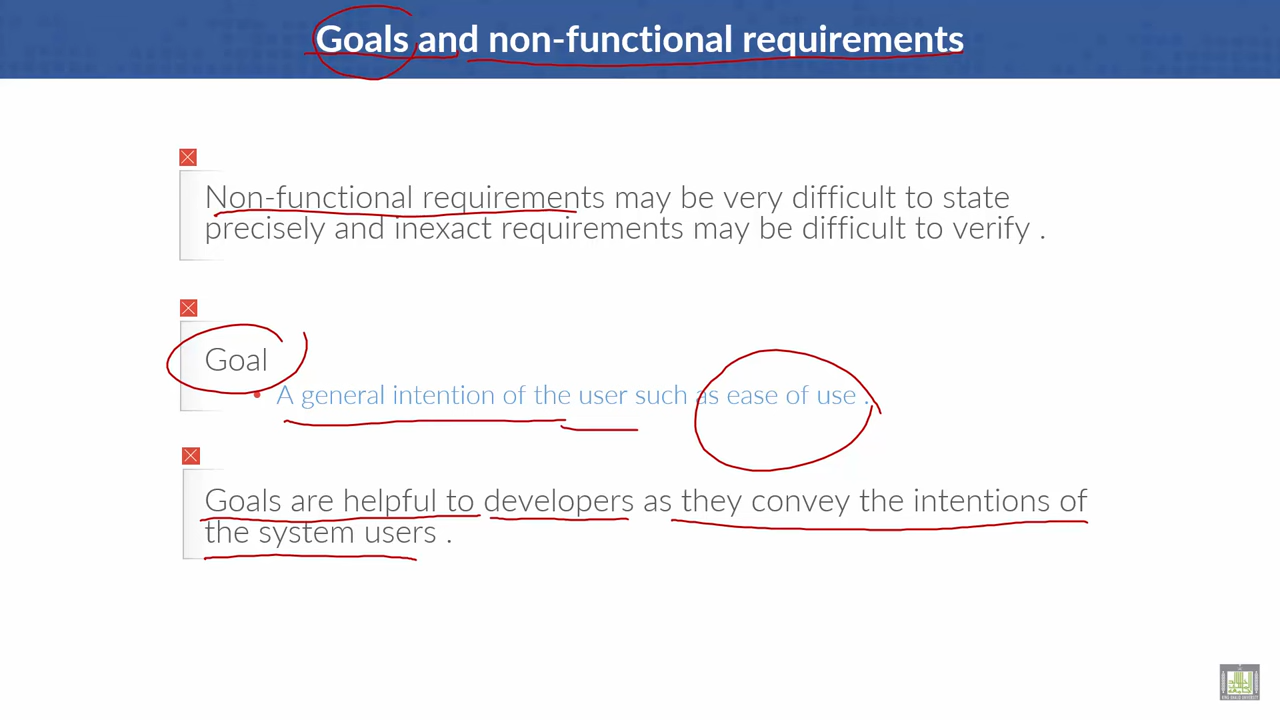 Goals and non-functional requirements
Non-functional requirements may be very difficult to state
precisely and inexact requirements may be difficult to verify .
Goal
• A general intention of the user such as ease of use .
Goals are helpful to developers as they convey the intentions of
the system users .